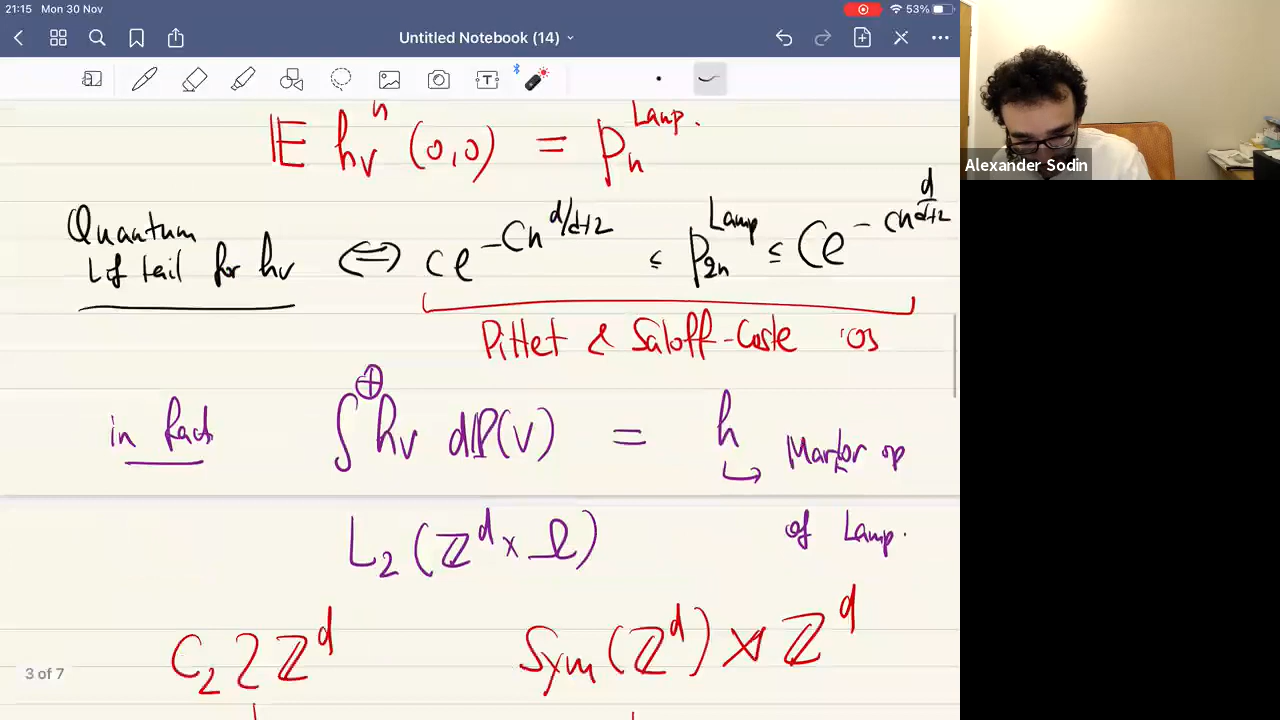 21:15 Mon 30 Nov
53%
Untitled Notebook (14)
Alexander Sodin
𝔼 h_V^n (0,0) = p_n^{Lamp.}
Quantum
Lif tail for h_V ⇔ ce^{-Cn^{d/d+2}} ≤ p_{2n}^{Lamp} ≤ Ce^{-cn^{d/d+2}}
Pittet & Saloff-Coste '03
in fact ∫^⊕ h_V dℙ(V) = h
↳ Markov op
L_2(ℤ^d × Ω) of Lamp.
C_2 ≀ ℤ^d Sym(ℤ^d) ⋊ ℤ^d
3 of 7